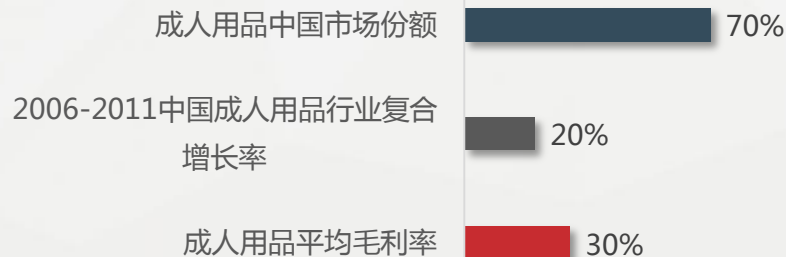 成人用品中国市场份额 70%
2006-2011中国成人用品行业复合
增长率 20%
成人用品平均毛利率 30%